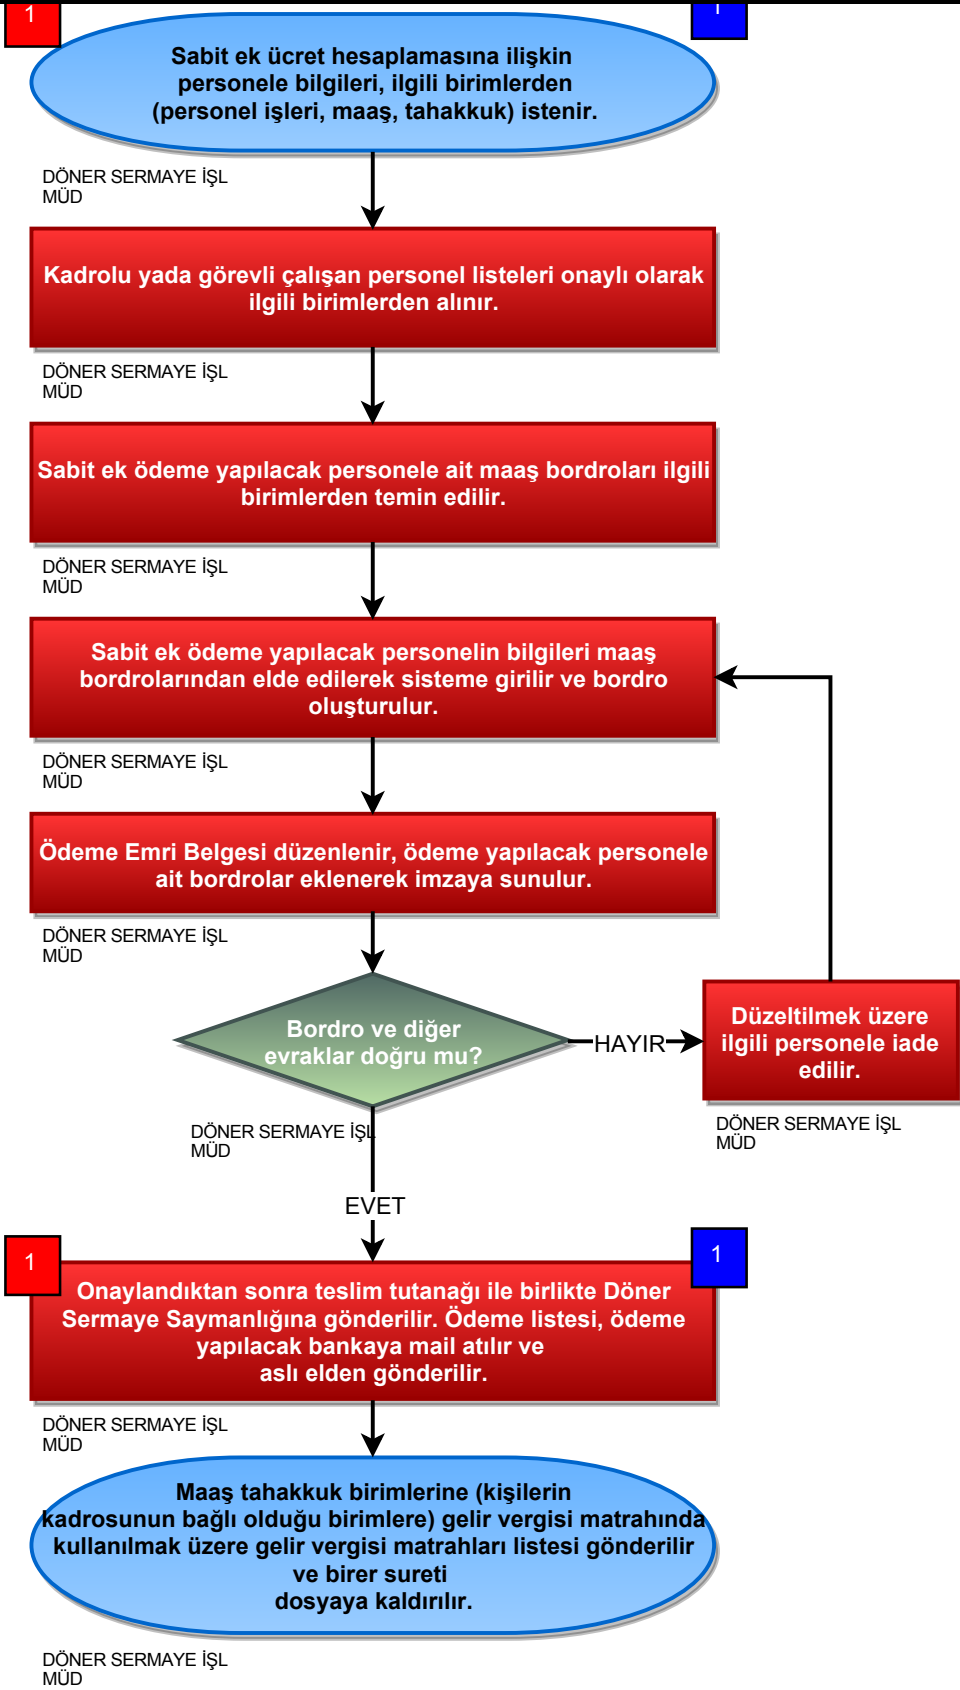 1
1
Sabit ek ücret hesaplamasına ilişkin
personele bilgileri, ilgili birimlerden
(personel işleri, maaş, tahakkuk) istenir.
DÖNER SERMAYE İŞL
MÜD
Kadrolu yada görevli çalışan personel listeleri onaylı olarak
ilgili birimlerden alınır.
DÖNER SERMAYE İŞL
MÜD
Sabit ek ödeme yapılacak personele ait maaş bordroları ilgili
birimlerden temin edilir.
DÖNER SERMAYE İŞL
MÜD
Sabit ek ödeme yapılacak personelin bilgileri maaş
bordrolarından elde edilerek sisteme girilir ve bordro
oluşturulur.
DÖNER SERMAYE İŞL
MÜD
Ödeme Emri Belgesi düzenlenir, ödeme yapılacak personele
ait bordrolar eklenerek imzaya sunulur.
DÖNER SERMAYE İŞL
MÜD
Bordro ve diğer
evraklar doğru mu?
HAYIR
Düzeltilmek üzere
ilgili personele iade
edilir.
DÖNER SERMAYE İŞL
MÜD
DÖNER SERMAYE İŞL
MÜD
EVET
1
1
Onaylandıktan sonra teslim tutanağı ile birlikte Döner
Sermaye Saymanlığına gönderilir. Ödeme listesi, ödeme
yapılacak bankaya mail atılır ve
aslı elden gönderilir.
DÖNER SERMAYE İŞL
MÜD
Maaş tahakkuk birimlerine (kişilerin
kadrosunun bağlı olduğu birimlere) gelir vergisi matrahında
kullanılmak üzere gelir vergisi matrahları listesi gönderilir
ve birer sureti
dosyaya kaldırılır.
DÖNER SERMAYE İŞL
MÜD